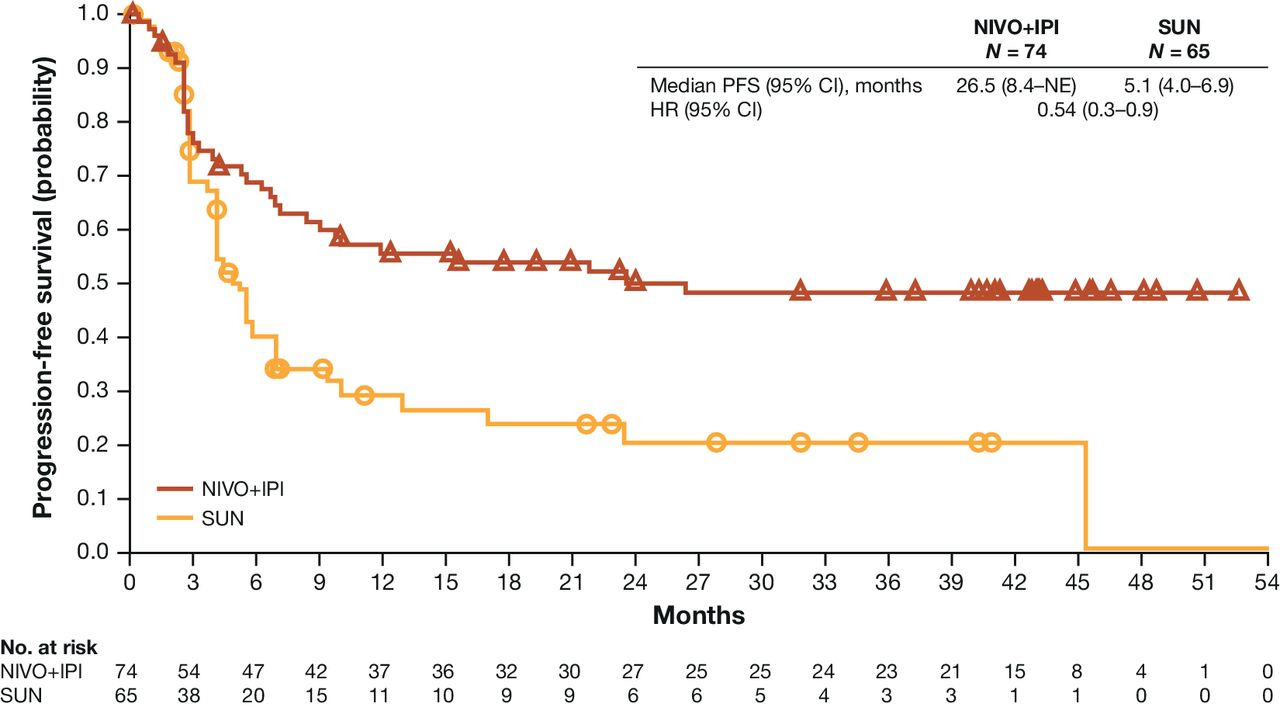 NIVO+IPI SUN
N = 74 N = 65
Median PFS (95% CI), months 26.5 (8.4–NE) 5.1 (4.0–6.9)
HR (95% CI) 0.54 (0.3–0.9)
Progression-free survival (probability)
1.0
0.9
0.8
0.7
0.6
0.5
0.4
0.3
0.2
0.1
0.0
NIVO+IPI
SUN
0 3 6 9 12 15 18 21 24 27 30 33 36 39 42 45 48 51 54
Months
No. at risk
NIVO+IPI 74 54 47 42 37 36 32 30 27 25 25 24 23 21 15 8 4 1 0
SUN 65 38 20 15 11 10 9 9 6 6 5 4 3 3 1 1 0 0 0